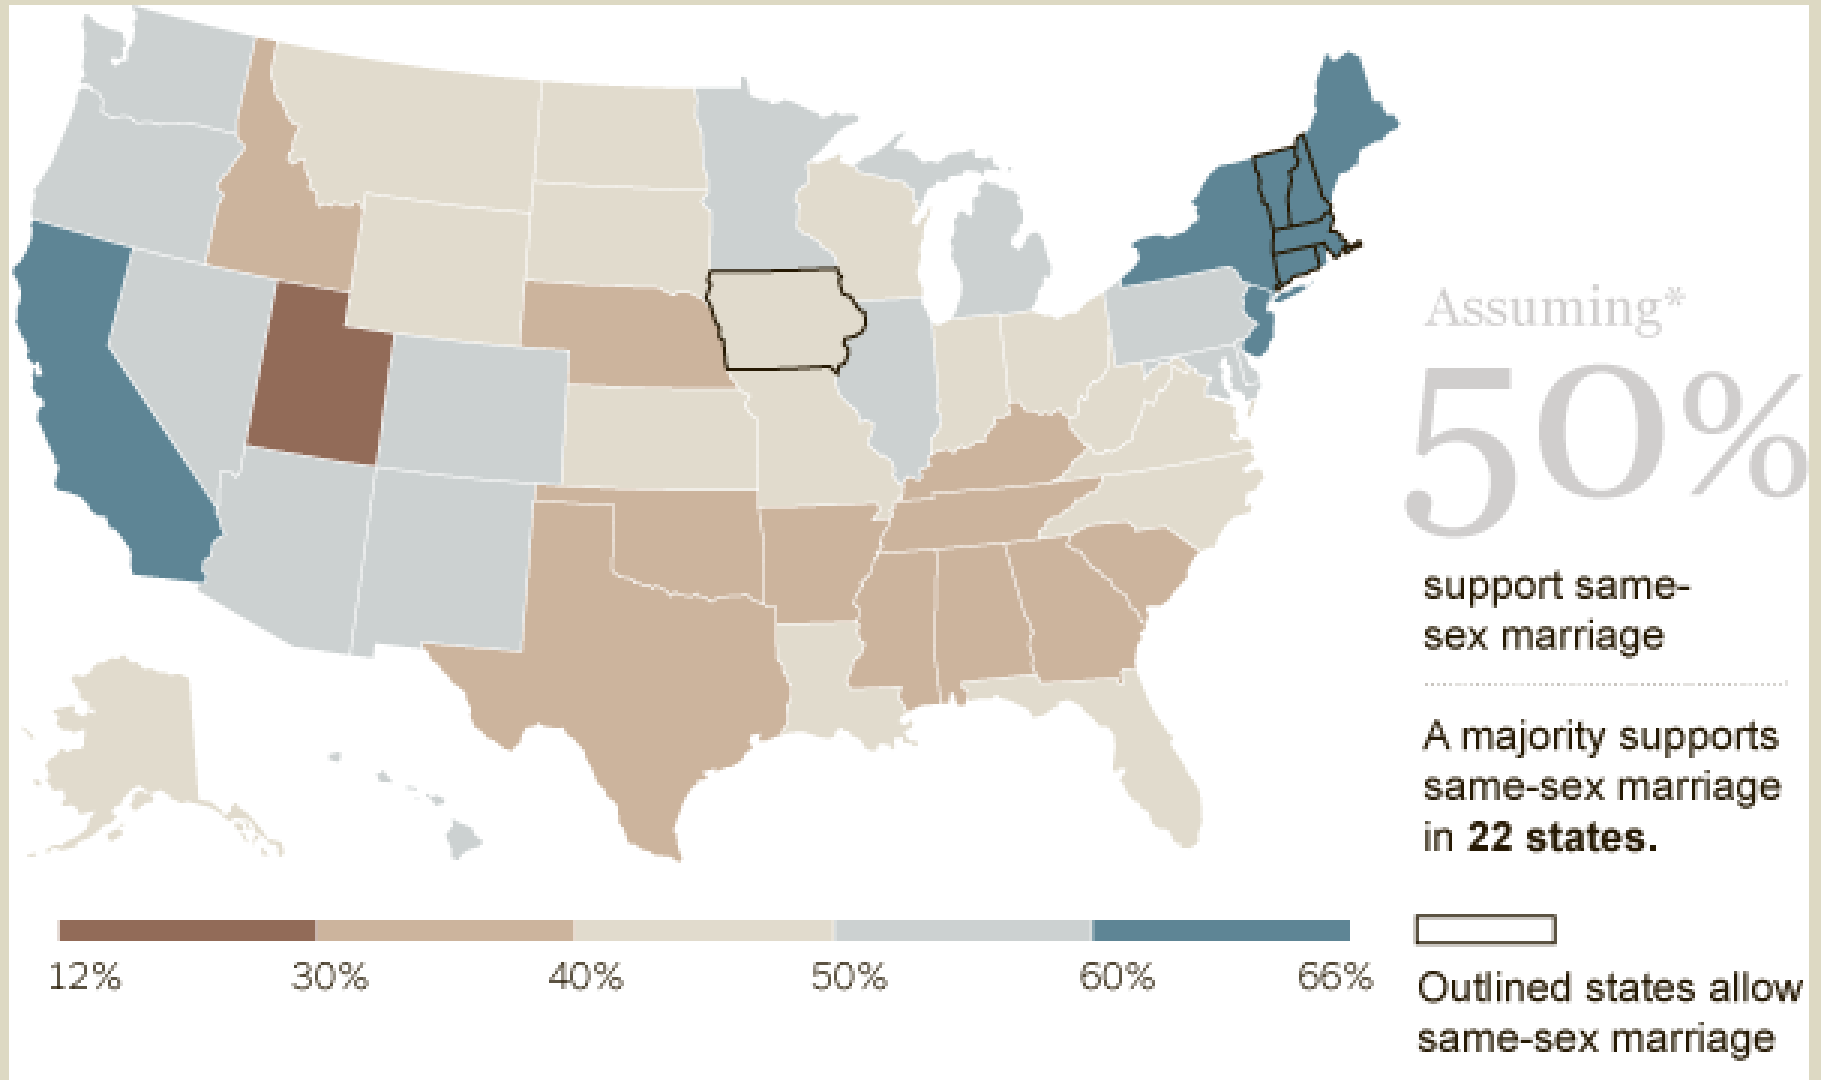 Assuming*
50%
support same-
sex marriage
A majority supports
same-sex marriage
in 22 states.
12% 30% 40% 50% 60% 66%
Outlined states allow
same-sex marriage